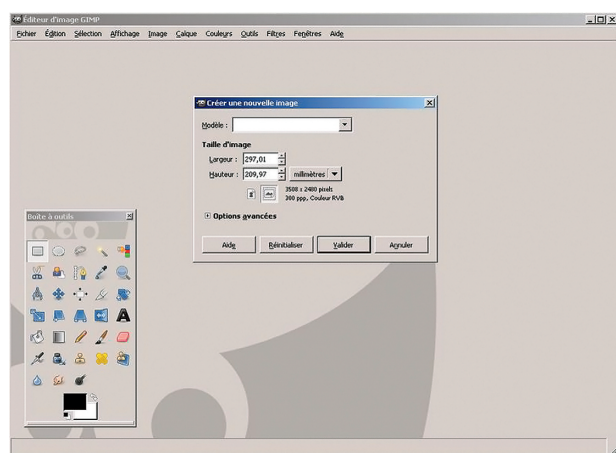 Éditeur d'image GIMP
Fichier Édition Sélection Affichage Image Calque Couleurs Outils Filtres Fenêtres Aide
Créer une nouvelle image
Modèle :
Taille d'image
Largeur : 297,01
Hauteur : 209,97 millimètres
3508 x 2480 pixels
300 ppp, Couleur RVB
Options avancées
Aide Réinitialiser Valider Annuler
Boîte à outils
A